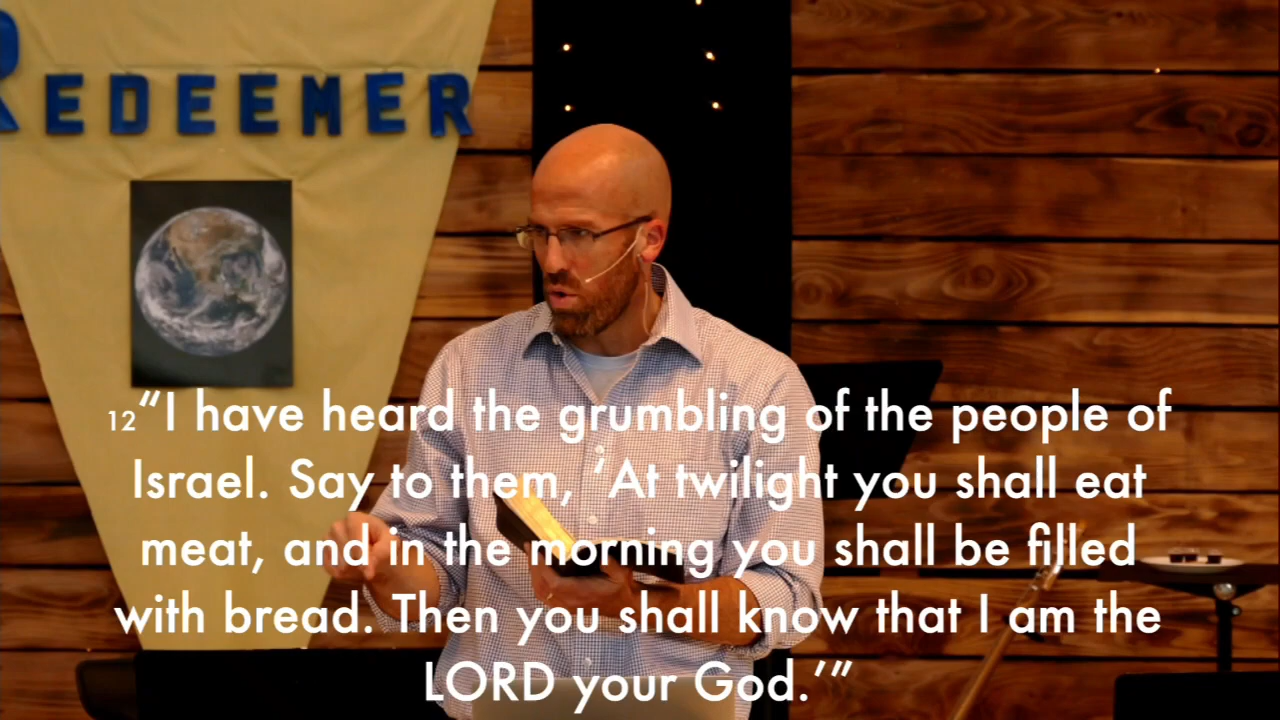 REDEEMER
12“I have heard the grumbling of the people of
Israel. Say to them, ‘At twilight you shall eat
meat, and in the morning you shall be filled
with bread. Then you shall know that I am the
LORD your God.’”